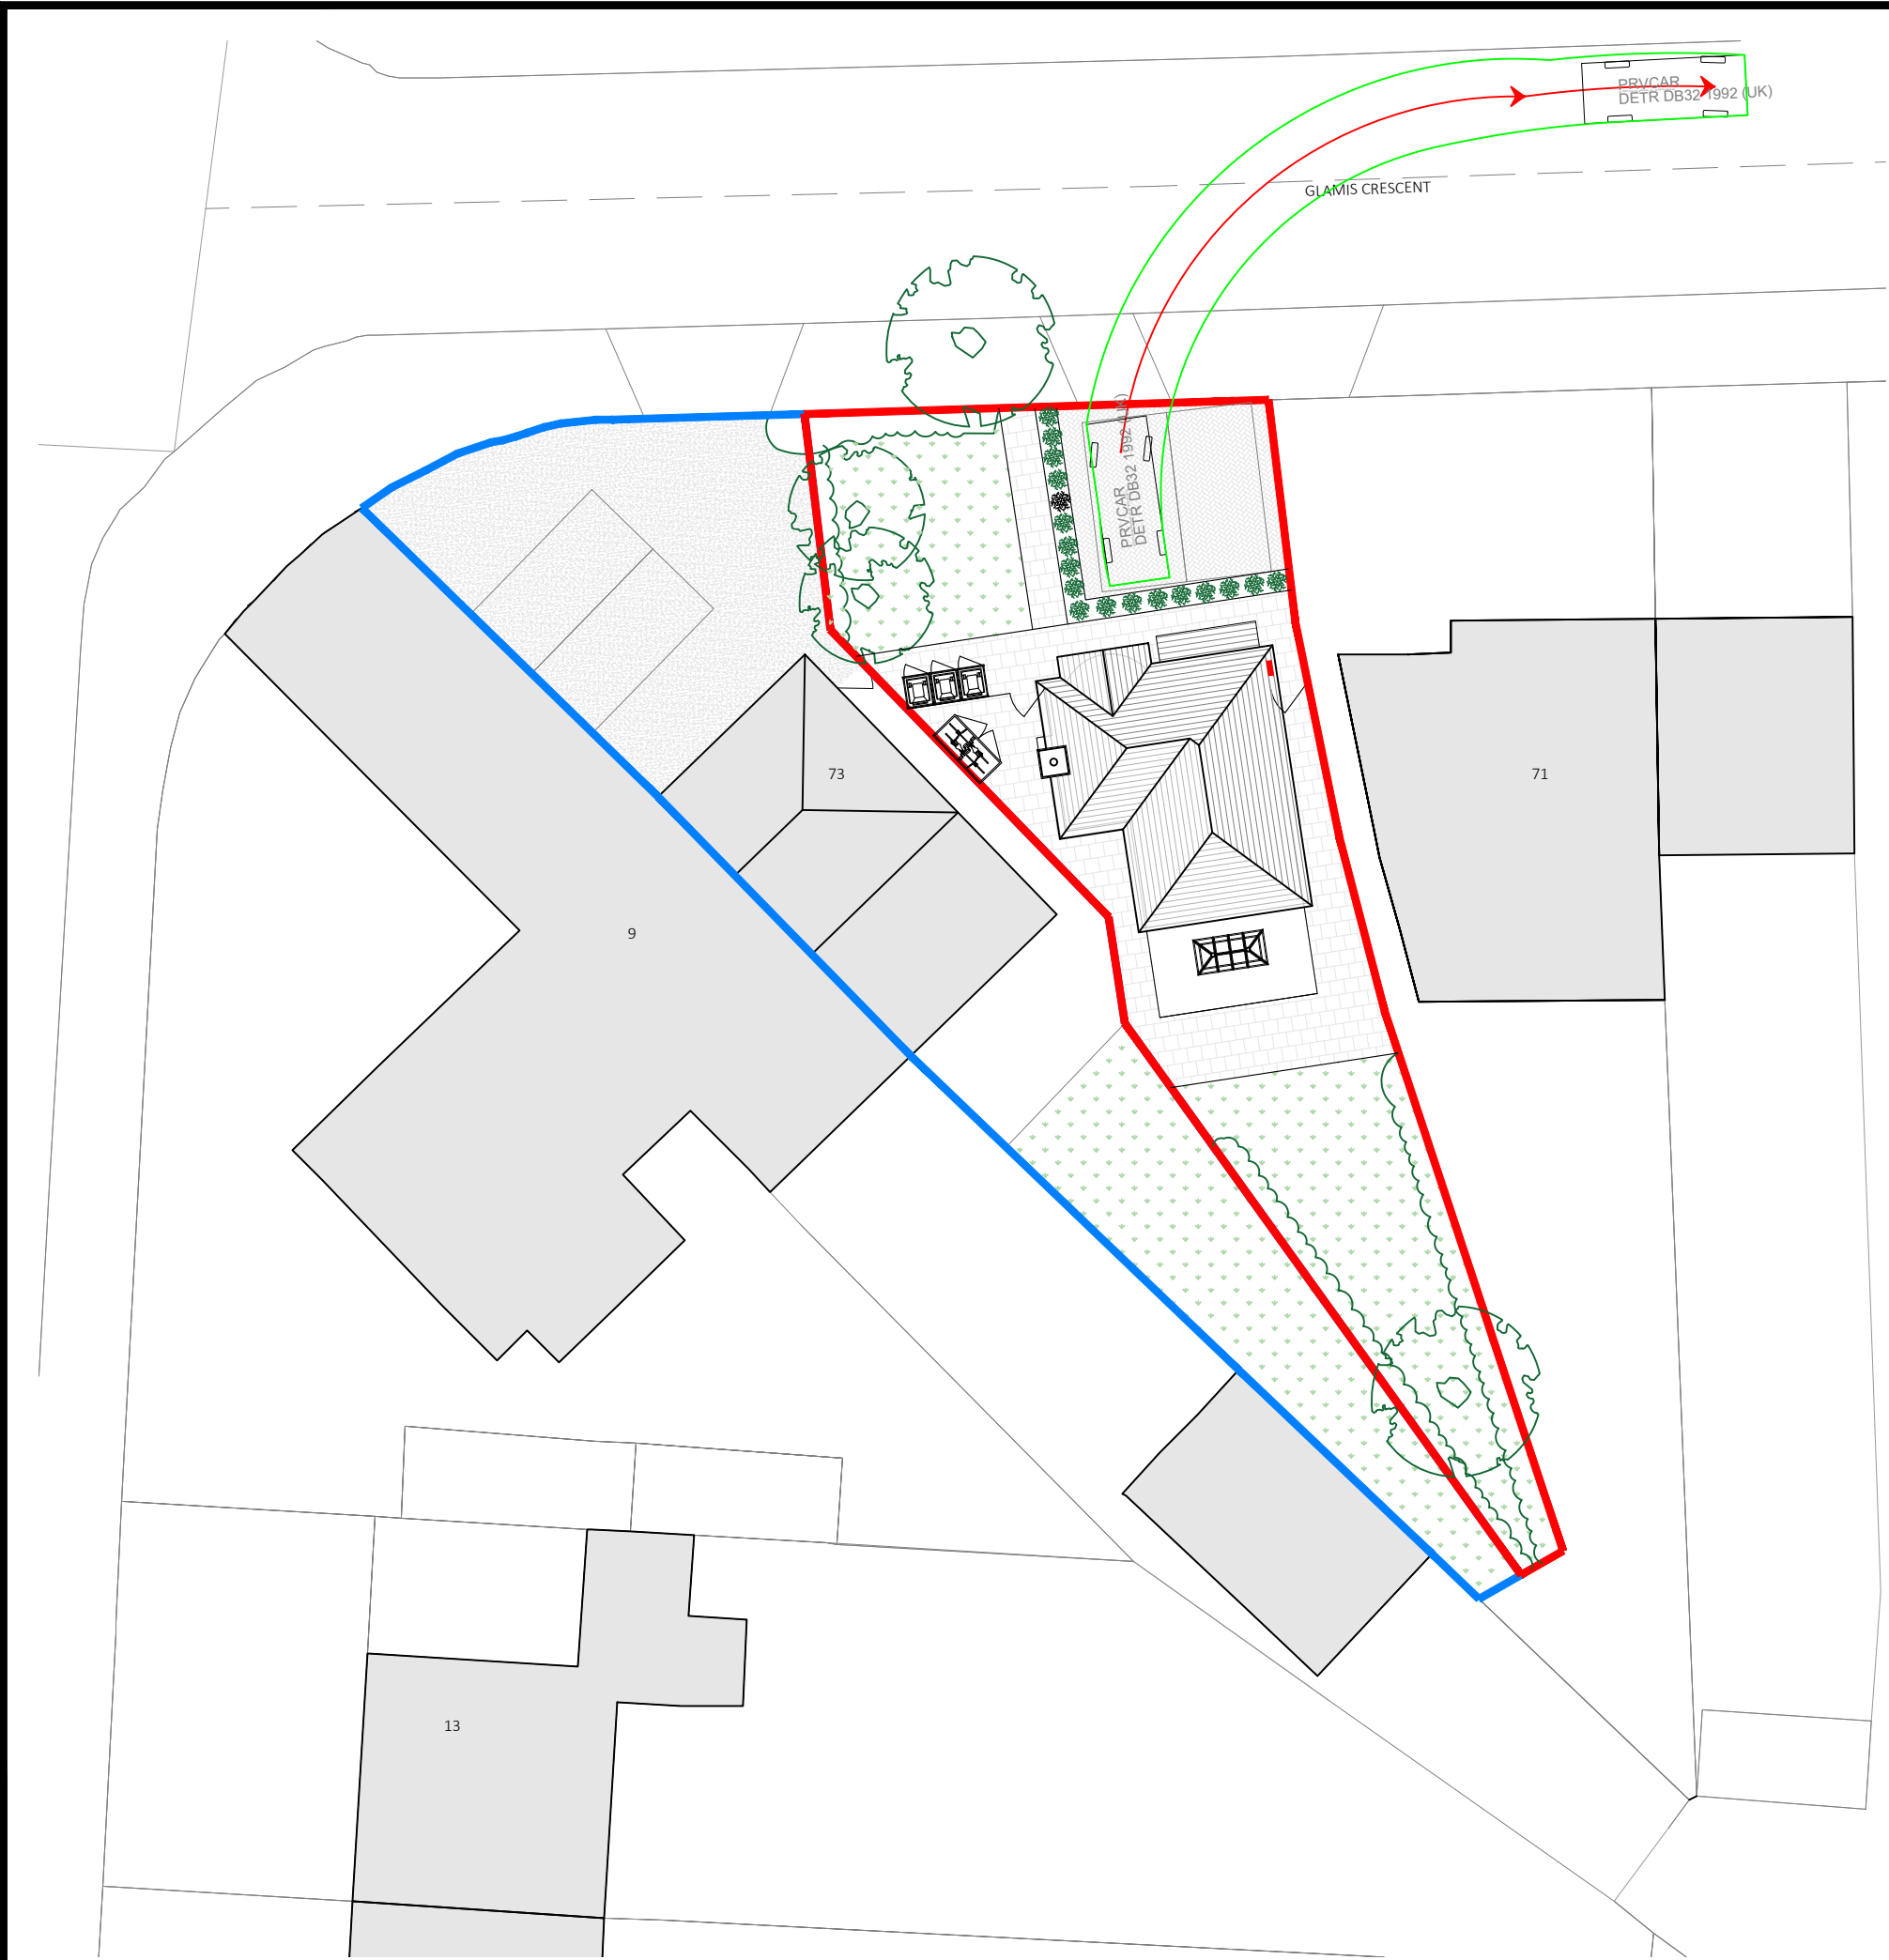 PRVCAR
DETR DB32 1992 (UK)
GLAMIS CRESCENT
PRVCAR
DETR DB32 1992 (UK)
73
71
9
13